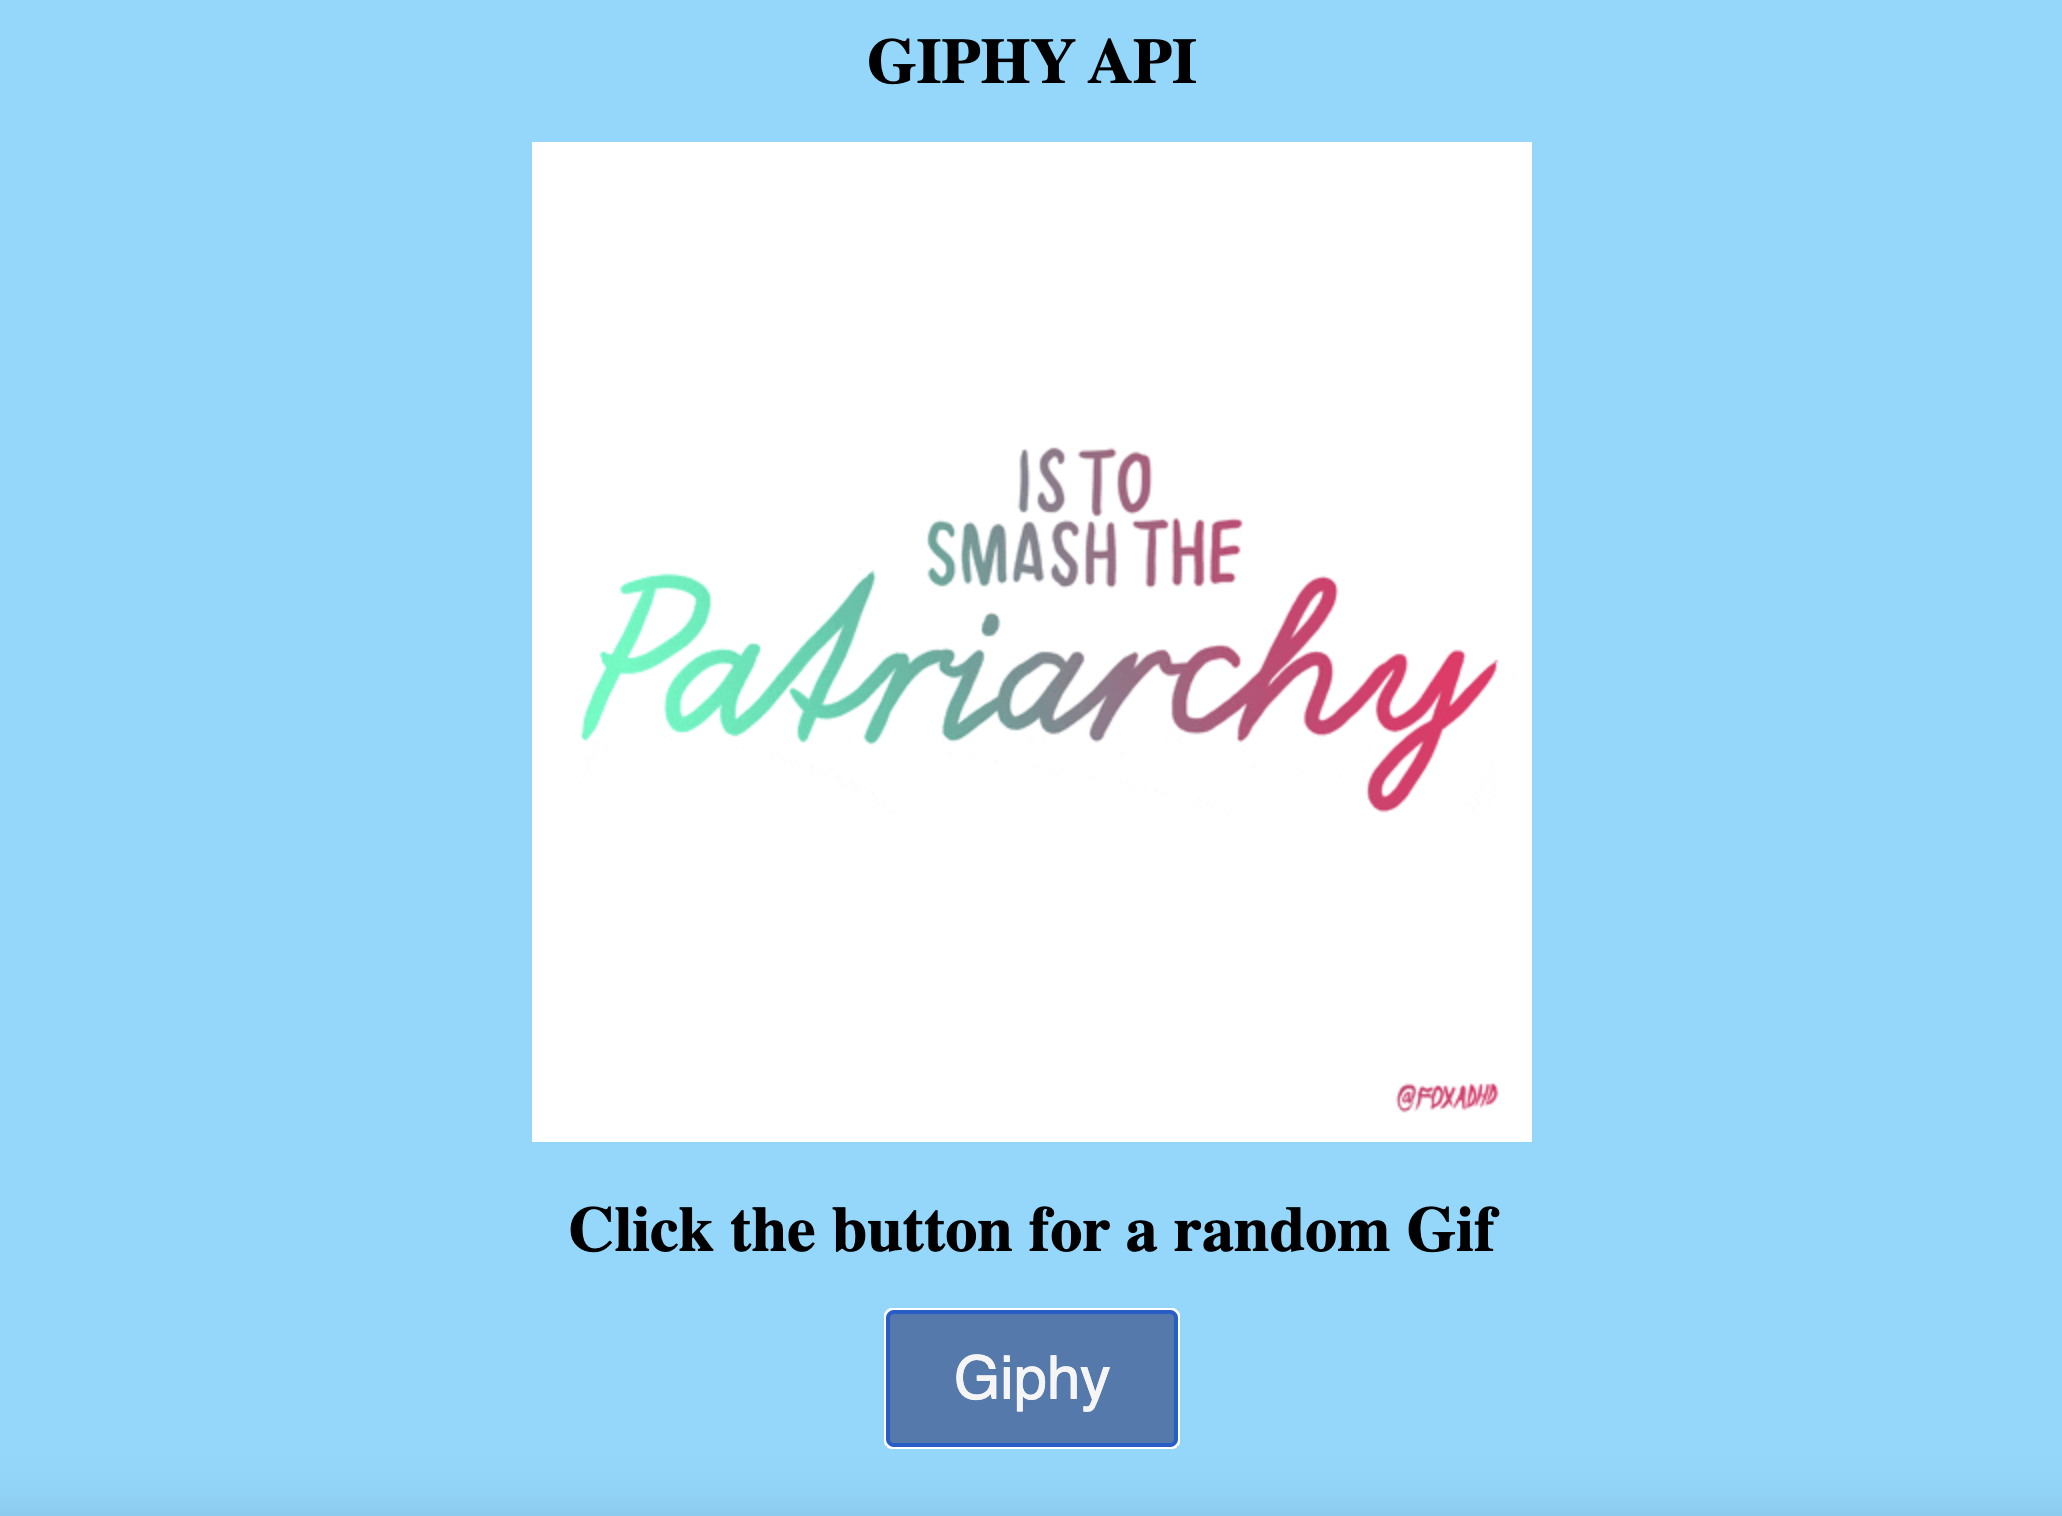 GIPHY API
IS TO
SMASH THE
Patriarchy
@FOXADHD
Click the button for a random Gif
Giphy